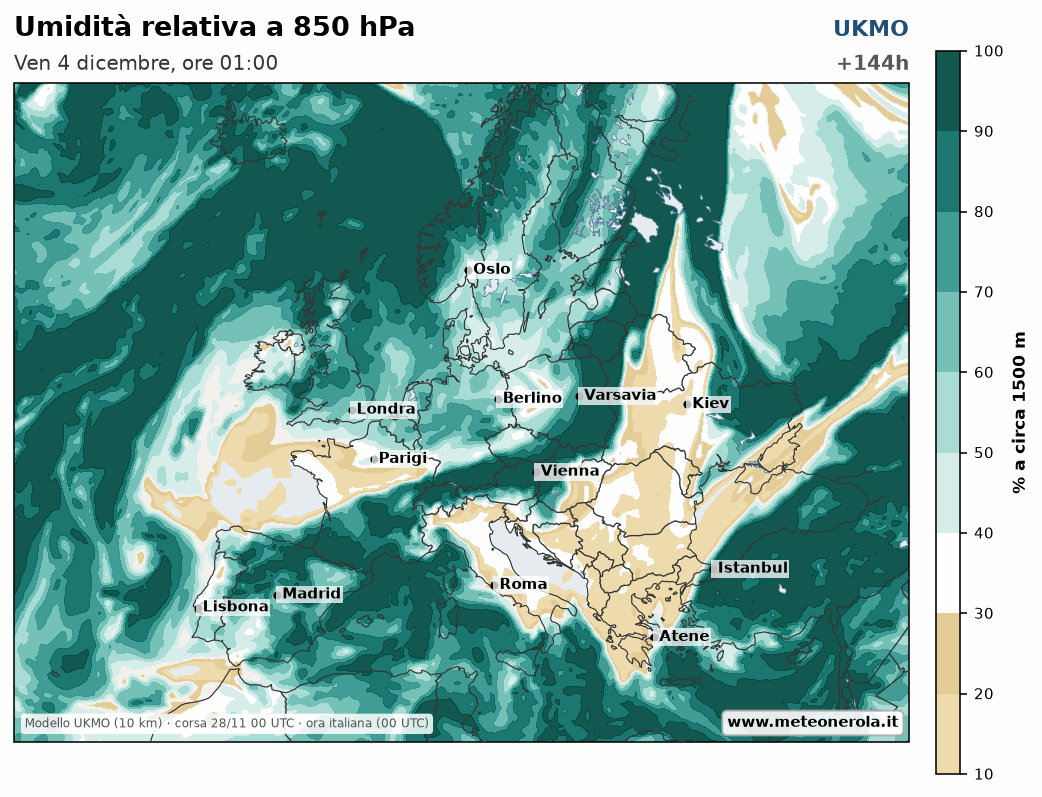 Umidità relativa a 850 hPa
UKMO
Ven 4 dicembre, ore 01:00
+144h
100
90
80
70
60
50
40
30
20
10
% a circa 1500 m
Oslo
Berlino
Varsavia
Londra
Kiev
Parigi
Vienna
Istanbul
Roma
Madrid
Lisbona
Atene
Modello UKMO (10 km) · corsa 28/11 00 UTC · ora italiana (00 UTC)
www.meteonerola.it